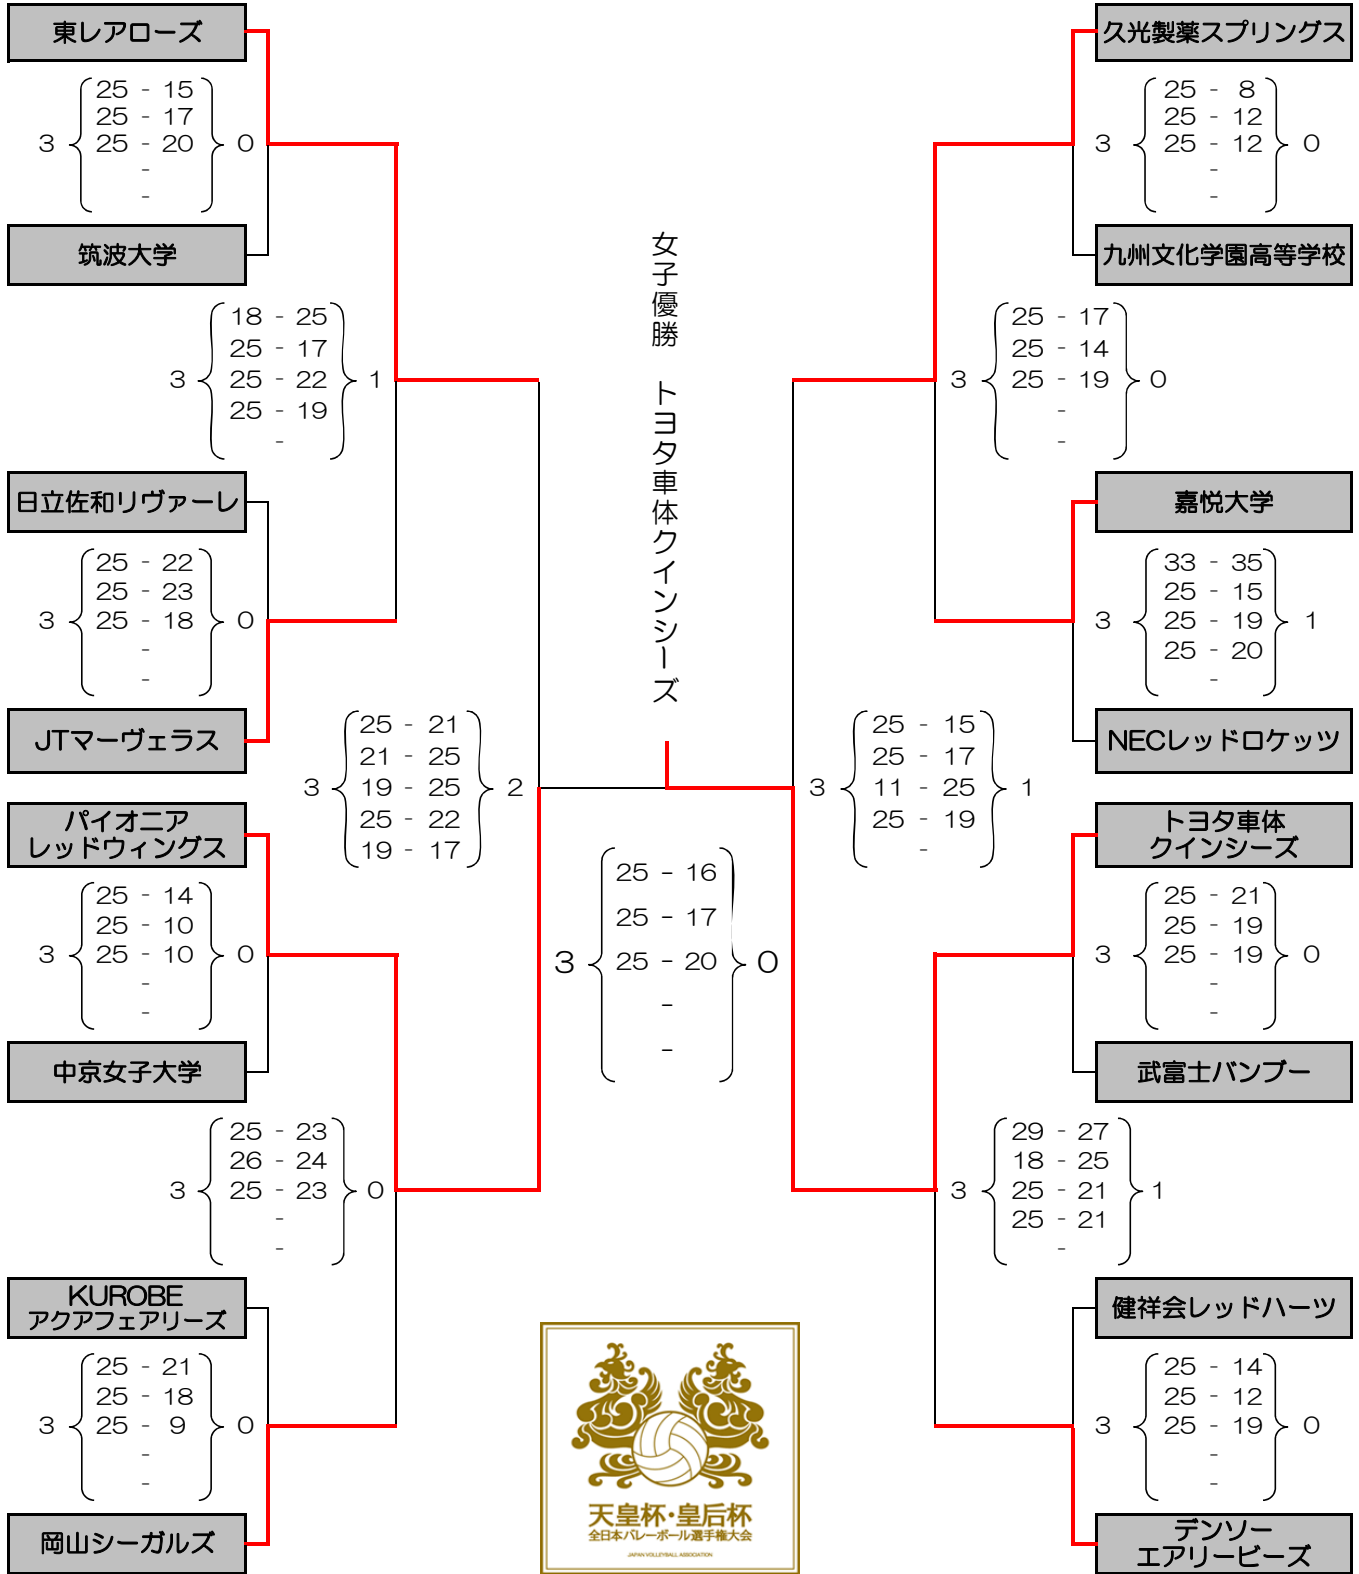 東レアローズ
25 - 15
25 - 17
3 25 - 20 0
-
-
筑波大学
18 - 25
25 - 17
3 25 - 22 1
25 - 19
-
日立佐和リヴァーレ
25 - 22
25 - 23
3 25 - 18 0
-
-
JTマーヴェラス
25 - 21
21 - 25
3 19 - 25 2
25 - 22
19 - 17
パイオニア
レッドウィングス
25 - 14
25 - 10
3 25 - 10 0
-
-
中京女子大学
25 - 23
26 - 24
3 25 - 23 0
-
-
KUROBE
アクアフェアリーズ
25 - 21
25 - 18
3 25 - 9 0
-
-
岡山シーガルズ
女子優勝 トヨタ車体クインシーズ
25 - 16
25 - 17
3 25 - 20 0
-
-
久光製薬スプリングス
25 - 8
25 - 12
3 25 - 12 0
-
-
九州文化学園高等学校
25 - 17
25 - 14
3 25 - 19 0
-
-
嘉悦大学
33 - 35
25 - 15
3 25 - 19 1
25 - 20
-
NECレッドロケッツ
25 - 15
25 - 17
3 11 - 25 1
25 - 19
-
トヨタ車体
クインシーズ
25 - 21
25 - 19
3 25 - 19 0
-
-
武富士バンブー
29 - 27
18 - 25
3 25 - 21 1
25 - 21
-
健祥会レッドハーツ
25 - 14
25 - 12
3 25 - 19 0
-
-
デンソー
エアリービーズ
天皇杯・皇后杯
全日本バレーボール選手権大会
JAPAN VOLLEYBALL ASSOCIATION